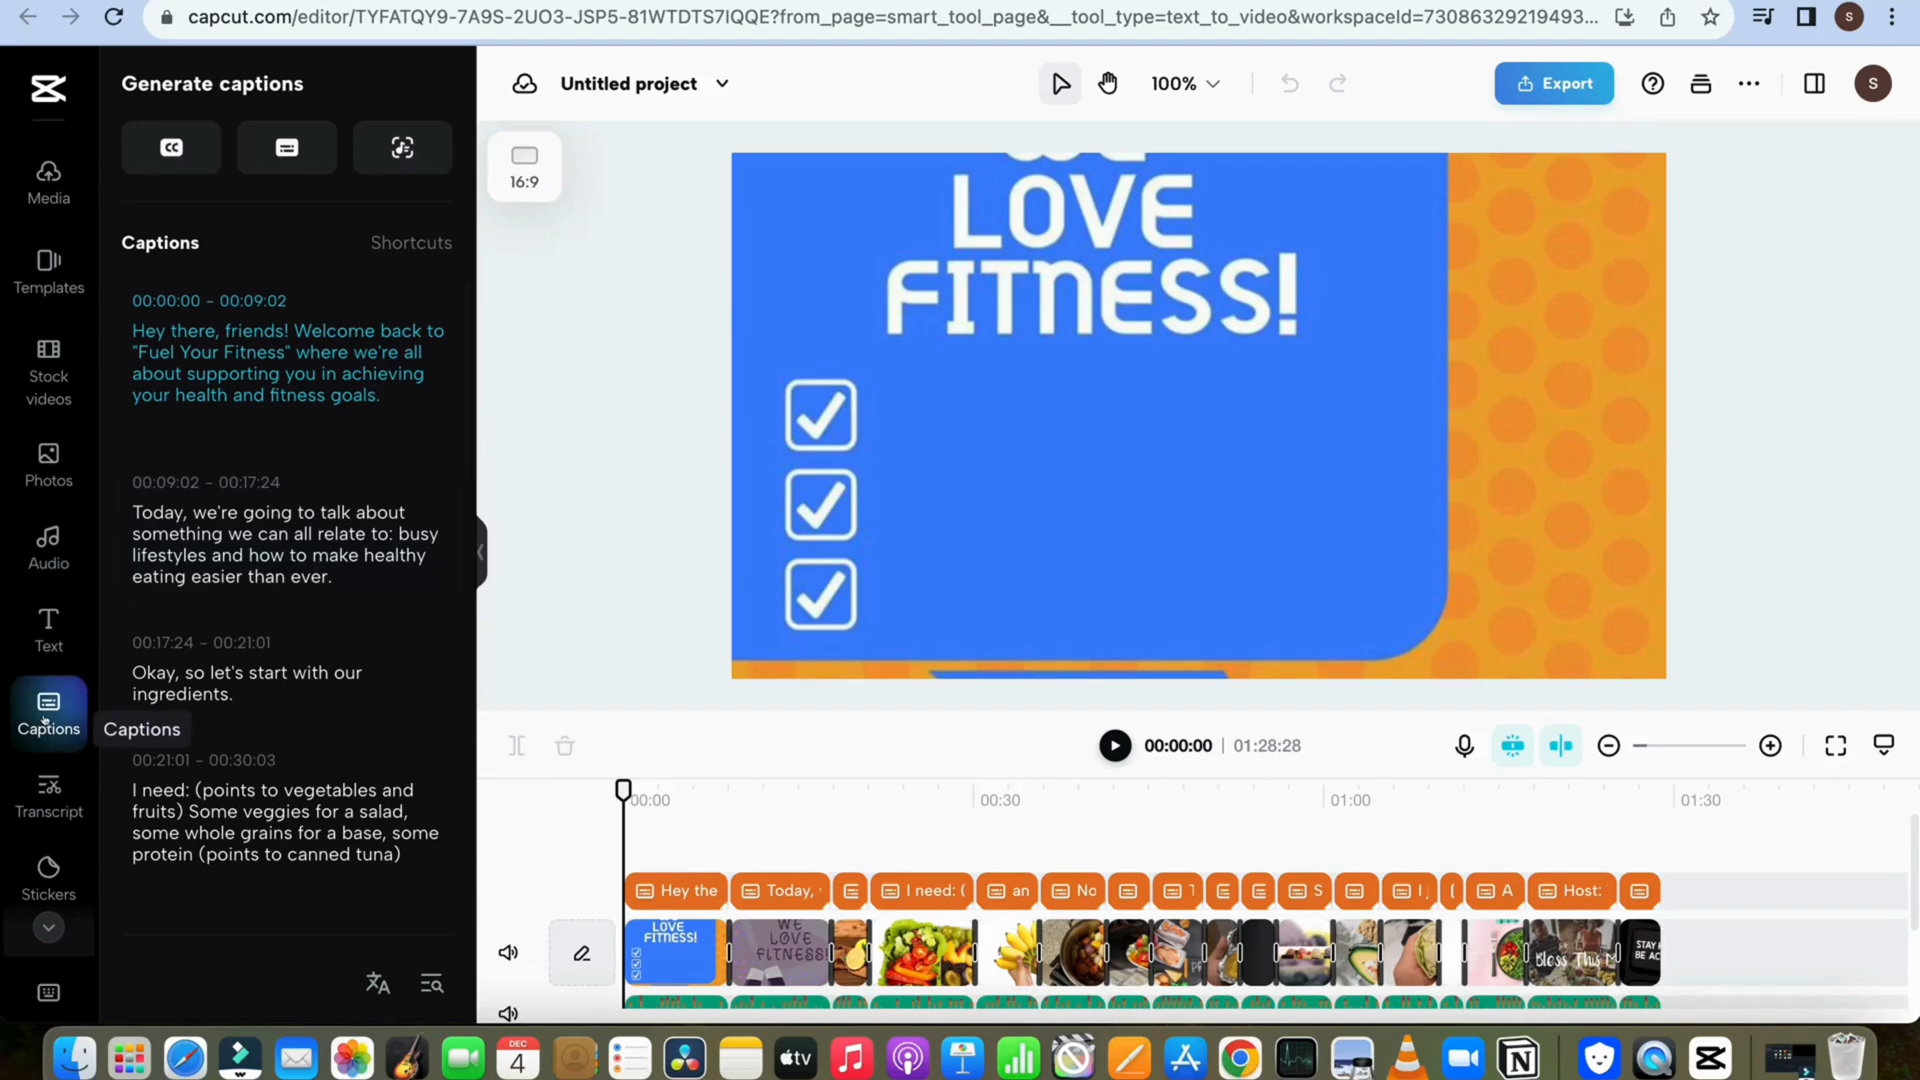 capcut.com/editor/TYFATQY9-7A9S-2UO3-JSP5-81WTDTS7IQQE?from_page=smart_tool_page&__tool_type=text_to_video&workspaceId=73086329219493...
S
Generate captions
CC
Captions
Shortcuts
00:00:00 - 00:09:02
Hey there, friends! Welcome back to
"Fuel Your Fitness" where we're all
about supporting you in achieving
your health and fitness goals.
00:09:02 - 00:17:24
Today, we're going to talk about
something we can all relate to: busy
lifestyles and how to make healthy
eating easier than ever.
00:17:24 - 00:21:01
Okay, so let's start with our
ingredients.
00:21:01 - 00:30:03
I need: (points to vegetables and
fruits) Some veggies for a salad,
some whole grains for a base, some
protein (points to canned tuna)
Media
Templates
Stock
videos
Photos
Audio
Text
Captions
Captions
Transcript
Stickers
Untitled project
100%
Export
S
16:9
LOVE
FITNESS!
00:00:00 | 01:28:28
00:00
00:30
01:00
01:30
Hey the
Today,
I need: (
an
No
T
S
I
(
A
Host:
LOVE
FITNESS!
WE
LOVE
FITNESS
Bless This
STAY
BE AC
DEC
4
tv
N